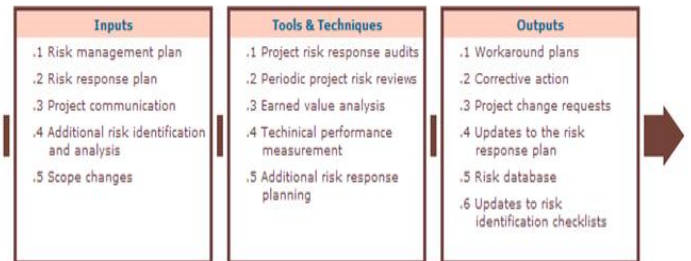 Inputs
.1 Risk management plan
.2 Risk response plan
.3 Project communication
.4 Additional risk identification
and analysis
.5 Scope changes
Tools & Techniques
.1 Project risk response audits
.2 Periodic project risk reviews
.3 Earned value analysis
.4 Techinical performance
measurement
.5 Additional risk response
planning
Outputs
.1 Workaround plans
.2 Corrective action
.3 Project change requests
.4 Updates to the risk
response plan
.5 Risk database
.6 Updates to risk
identification checklists